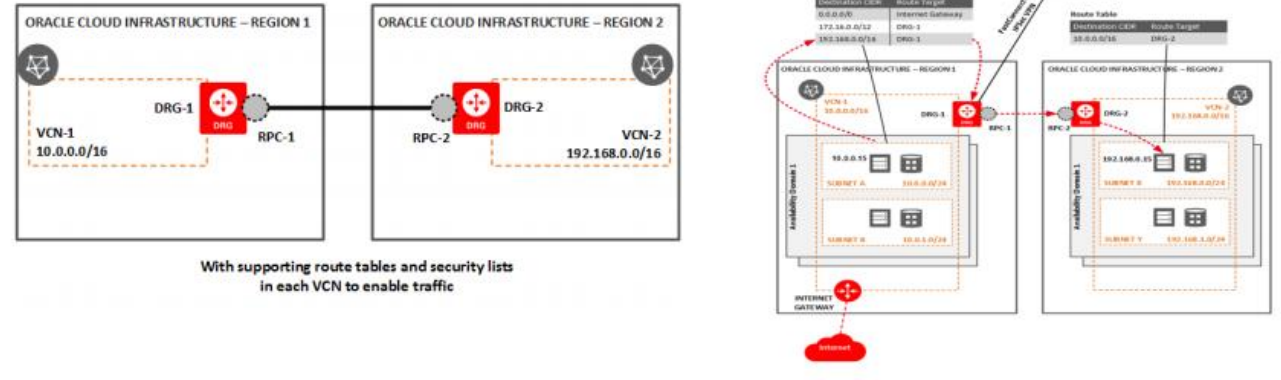 ORACLE CLOUD INFRASTRUCTURE – REGION 1
DRG-1
DRG
RPC-1
VCN-1
10.0.0.0/16
ORACLE CLOUD INFRASTRUCTURE – REGION 2
DRG-2
DRG
RPC-2
VCN-2
192.168.0.0/16
With supporting route tables and security lists
in each VCN to enable traffic
Destination CIDR Route Target
0.0.0.0/0 Internet Gateway
172.16.0.0/12 DRG-1
192.168.0.0/16 DRG-1
FastConnect
IPSec VPN
Route Table
Destination CIDR Route Target
10.0.0.0/16 DRG-2
ORACLE CLOUD INFRASTRUCTURE – REGION 1
VCN-1
10.0.0.0/16
DRG-1
DRG
RPC-1
Availability Domain 1
10.0.0.15
SUBNET A 10.0.0.0/24
SUBNET B 10.0.1.0/24
INTERNET
GATEWAY
Internet
ORACLE CLOUD INFRASTRUCTURE – REGION 2
VCN-2
192.168.0.0/16
DRG-2
DRG
RPC-2
Availability Domain 1
192.168.0.15
SUBNET X 192.168.0.0/24
SUBNET Y 192.168.1.0/24